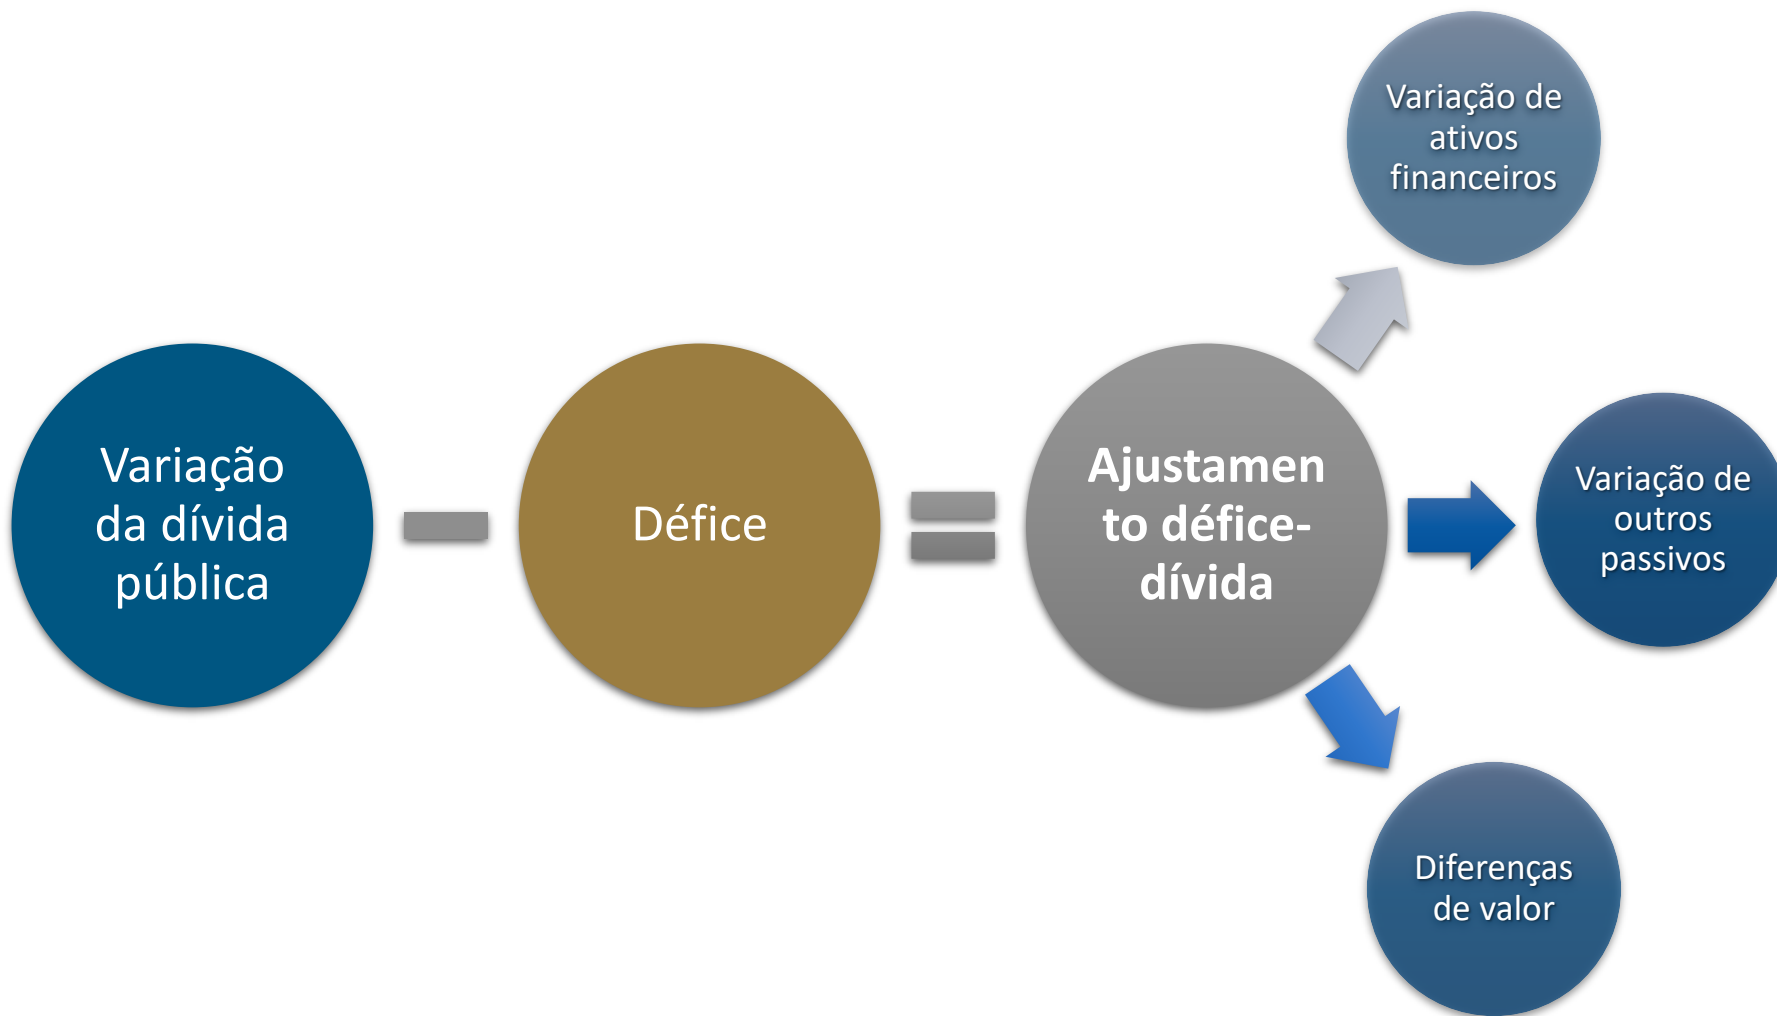 Variação
da dívida
pública
Défice
Ajustamen
to défice-
dívida
Variação de
ativos
financeiros
Variação de
outros
passivos
Diferenças
de valor